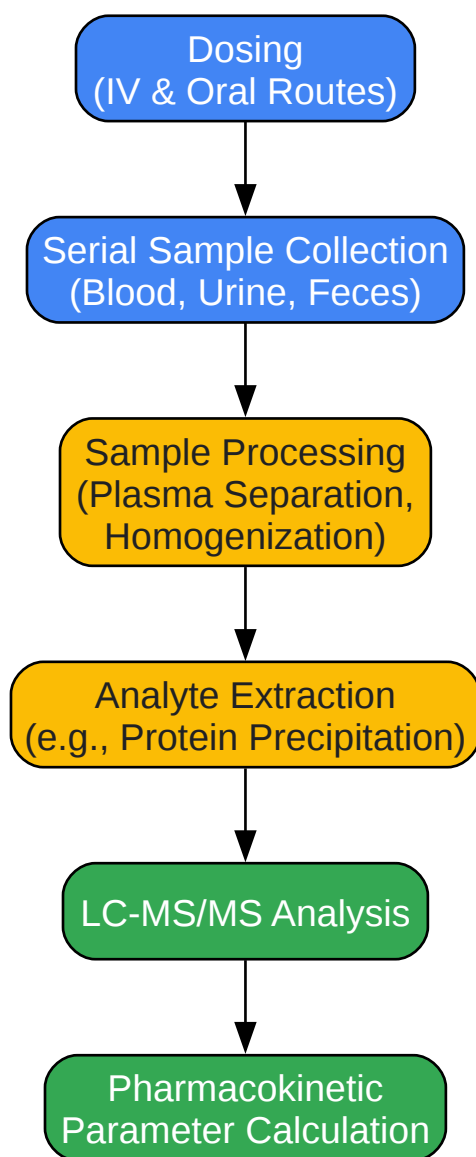 Dosing
(IV & Oral Routes)
Serial Sample Collection
(Blood, Urine, Feces)
Sample Processing
(Plasma Separation,
Homogenization)
Analyte Extraction
(e.g., Protein Precipitation)
LC-MS/MS Analysis
Pharmacokinetic
Parameter Calculation